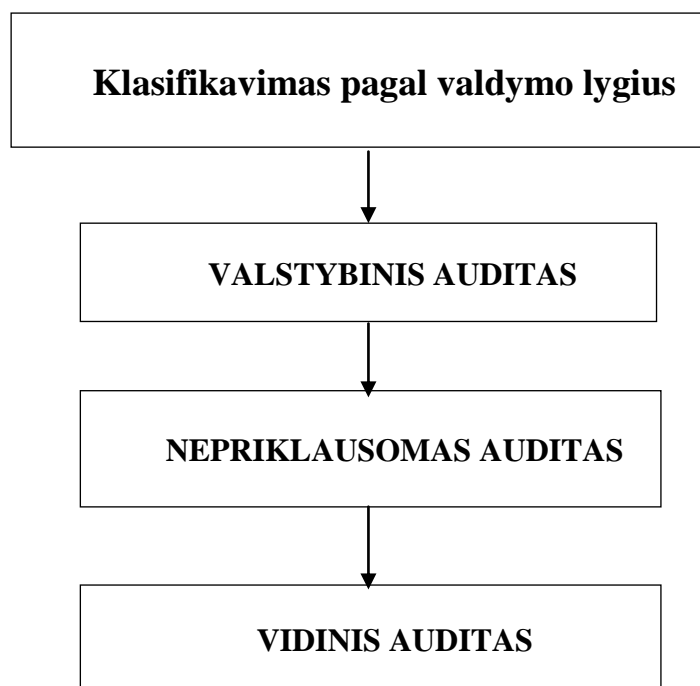 Klasifikavimas pagal valdymo lygius
VALSTYBINIS AUDITAS
NEPRIKLAUSOMAS AUDITAS
VIDINIS AUDITAS